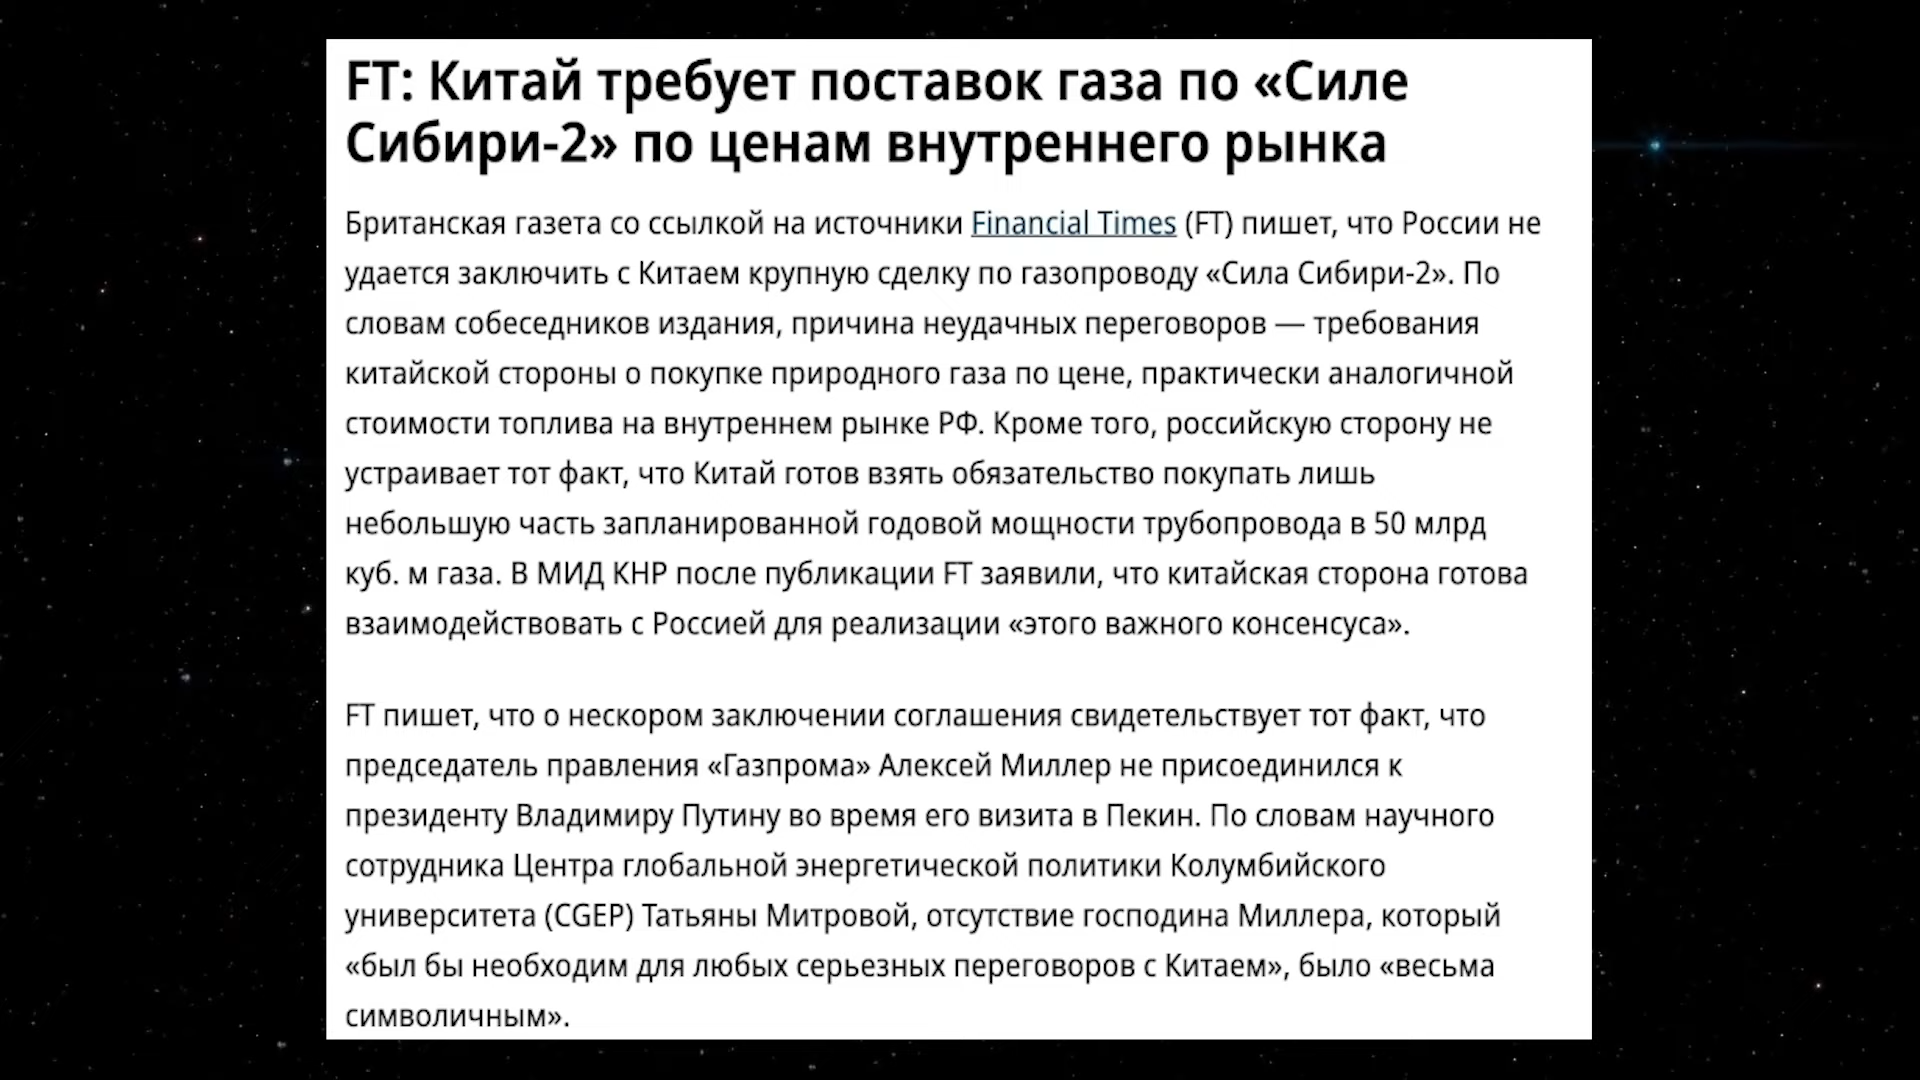 FT: Китай требует поставок газа по «Силе
Сибири-2» по ценам внутреннего рынка
Британская газета со ссылкой на источники Financial Times (FT) пишет, что России не
удается заключить с Китаем крупную сделку по газопроводу «Сила Сибири-2». По
словам собеседников издания, причина неудачных переговоров — требования
китайской стороны о покупке природного газа по цене, практически аналогичной
стоимости топлива на внутреннем рынке РФ. Кроме того, российскую сторону не
устраивает тот факт, что Китай готов взять обязательство покупать лишь
небольшую часть запланированной годовой мощности трубопровода в 50 млрд
куб. м газа. В МИД КНР после публикации FT заявили, что китайская сторона готова
взаимодействовать с Россией для реализации «этого важного консенсуса».
FT пишет, что о нескором заключении соглашения свидетельствует тот факт, что
председатель правления «Газпрома» Алексей Миллер не присоединился к
президенту Владимиру Путину во время его визита в Пекин. По словам научного
сотрудника Центра глобальной энергетической политики Колумбийского
университета (CGEP) Татьяны Митровой, отсутствие господина Миллера, который
«был бы необходим для любых серьезных переговоров с Китаем», было «весьма
символичным».